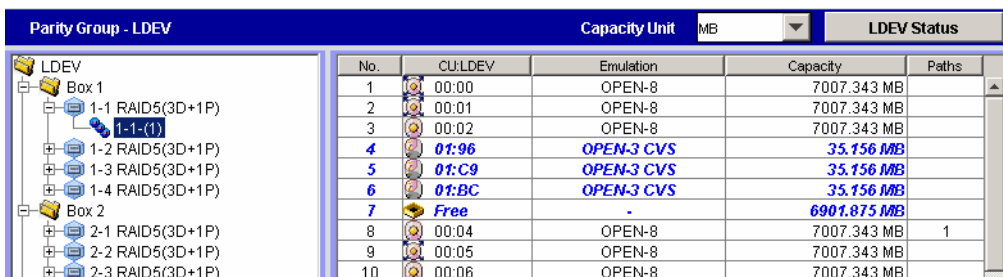 Parity Group - LDEV Capacity Unit MB LDEV Status
LDEV
Box 1
1-1 RAID5(3D+1P)
1-1-(1)
1-2 RAID5(3D+1P)
1-3 RAID5(3D+1P)
1-4 RAID5(3D+1P)
Box 2
2-1 RAID5(3D+1P)
2-2 RAID5(3D+1P)
2-3 RAID5(3D+1P)
No. CU:LDEV Emulation Capacity Paths
1 00:00 OPEN-8 7007.343 MB
2 00:01 OPEN-8 7007.343 MB
3 00:02 OPEN-8 7007.343 MB
4 01:96 OPEN-3 CVS 35.156 MB
5 01:C9 OPEN-3 CVS 35.156 MB
6 01:BC OPEN-3 CVS 35.156 MB
7 Free - 6901.875 MB
8 00:04 OPEN-8 7007.343 MB 1
9 00:05 OPEN-8 7007.343 MB
10 00:06 OPEN-8 7007.343 MB